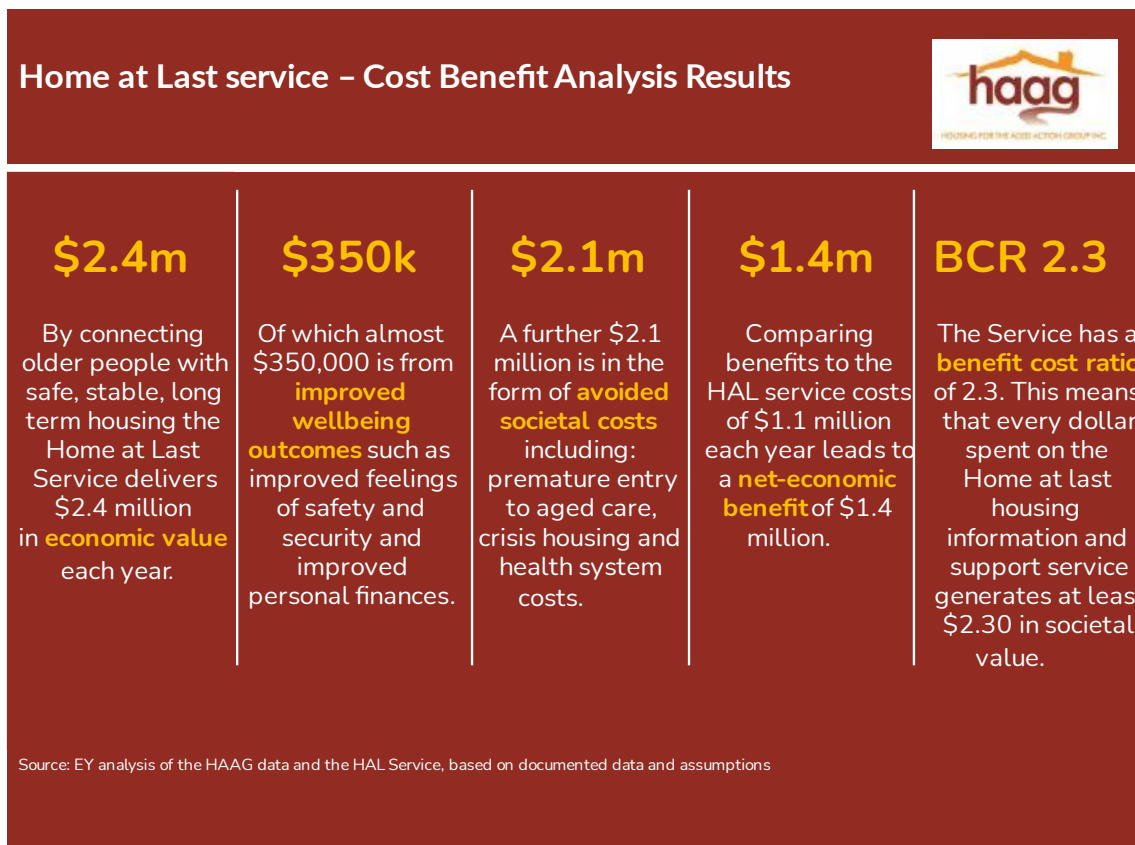 Home at Last service – Cost Benefit Analysis Results
haag
HOUSING FOR THE AGED ACTION GROUP INC.
$2.4m
By connecting
older people with
safe, stable, long
term housing the
Home at Last
Service delivers
$2.4 million
in economic value
each year.
$350k
Of which almost
$350,000 is from
improved
wellbeing
outcomes such as
improved feelings
of safety and
security and
improved
personal finances.
$2.1m
A further $2.1
million is in the
form of avoided
societal costs
including:
premature entry
to aged care,
crisis housing and
health system
costs.
$1.4m
Comparing
benefits to the
HAL service costs
of $1.1 million
each year leads to
a net-economic
benefit of $1.4
million.
BCR 2.3
The Service has a
benefit cost ratio
of 2.3. This means
that every dollar
spent on the
Home at last
housing
information and
support service
generates at leas
$2.30 in societal
value.
Source: EY analysis of the HAAG data and the HAL Service, based on documented data and assumptions